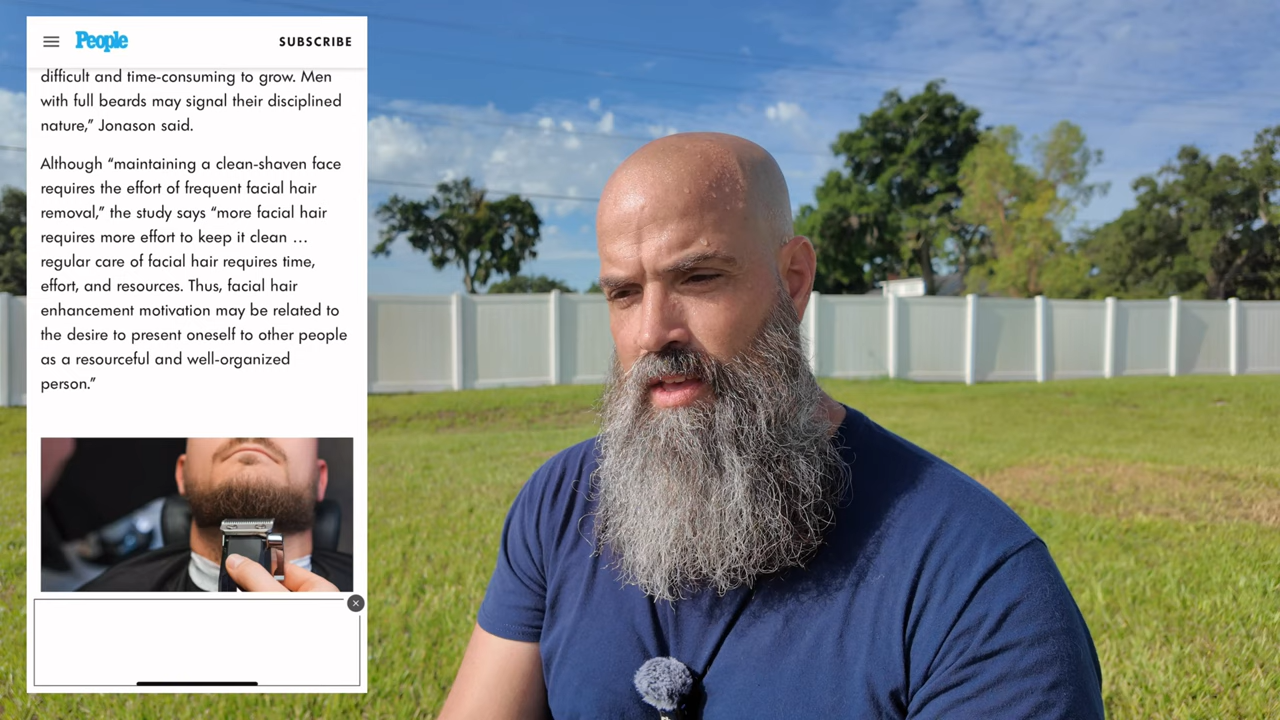 People
SUBSCRIBE
difficult and time-consuming to grow. Men
with full beards may signal their disciplined
nature,” Jonason said.
Although “maintaining a clean-shaven face
requires the effort of frequent facial hair
removal,” the study says “more facial hair
requires more effort to keep it clean …
regular care of facial hair requires time,
effort, and resources. Thus, facial hair
enhancement motivation may be related to
the desire to present oneself to other people
as a resourceful and well-organized
person.”